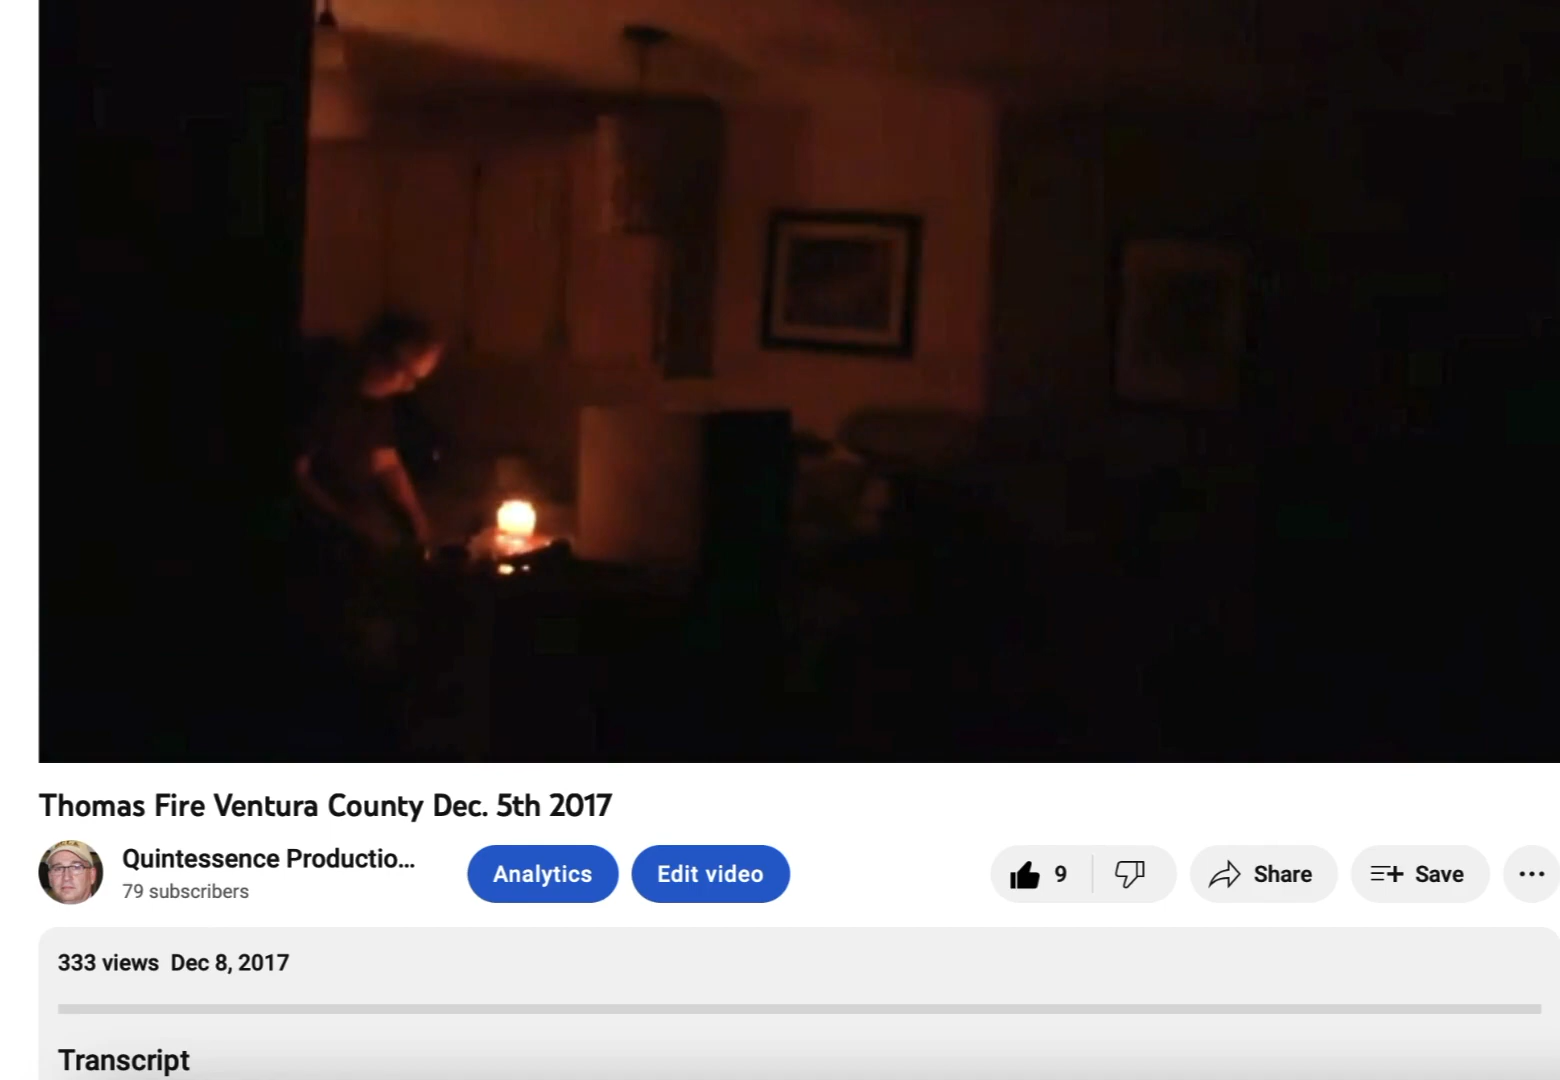 Thomas Fire Ventura County Dec. 5th 2017
Quintessence Productio...
79 subscribers
Analytics
Edit video
9
Share
Save
333 views Dec 8, 2017
Transcript